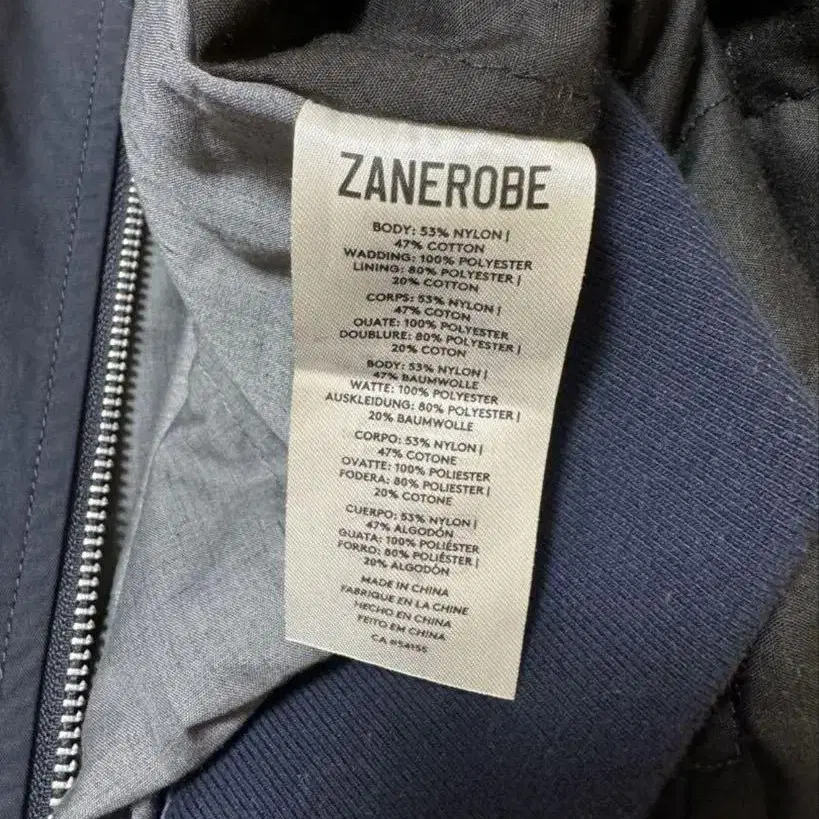 ZANEROBE
BODY: 53% NYLON |
47% COTTON
WADDING: 100% POLYESTER
LINING: 80% POLYESTER |
20% COTTON
CORPS: 53% NYLON |
47% COTON
OUATE: 100% POLYESTER
DOUBLURE: 80% POLYESTER |
20% COTON
BODY: 53% NYLON |
47% BAUMWOLLE
WATTE: 100% POLYESTER
AUSKLEIDUNG: 80% POLYESTER |
20% BAUMWOLLE
CORPO: 53% NYLON |
47% COTONE
OVATTE: 100% POLIESTER
FODERA: 80% POLIESTER |
20% COTONE
CUERPO: 53% NYLON |
47% ALGODÓN
GUATA: 100% POLIÉSTER
FORRO: 80% POLIÉSTER |
20% ALGODÓN
MADE IN CHINA
FABRIQUE EN LA CHINE
HECHO EN CHINA
FEITO EM CHINA
CA #54155